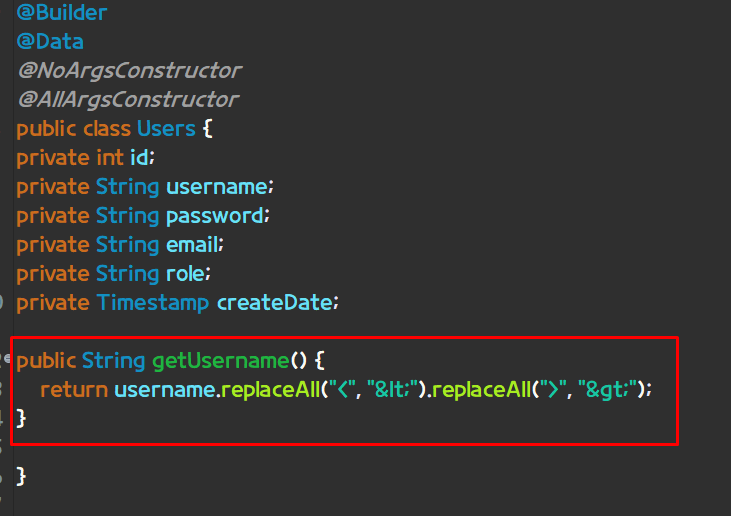 @Builder
@Data
@NoArgsConstructor
@AllArgsConstructor
public class Users {
private int id;
private String username;
private String password;
private String email;
private String role;
private Timestamp createDate;
public String getUsername() {
return username.replaceAll("<", "&lt;").replaceAll(">", "&gt;");
}
}